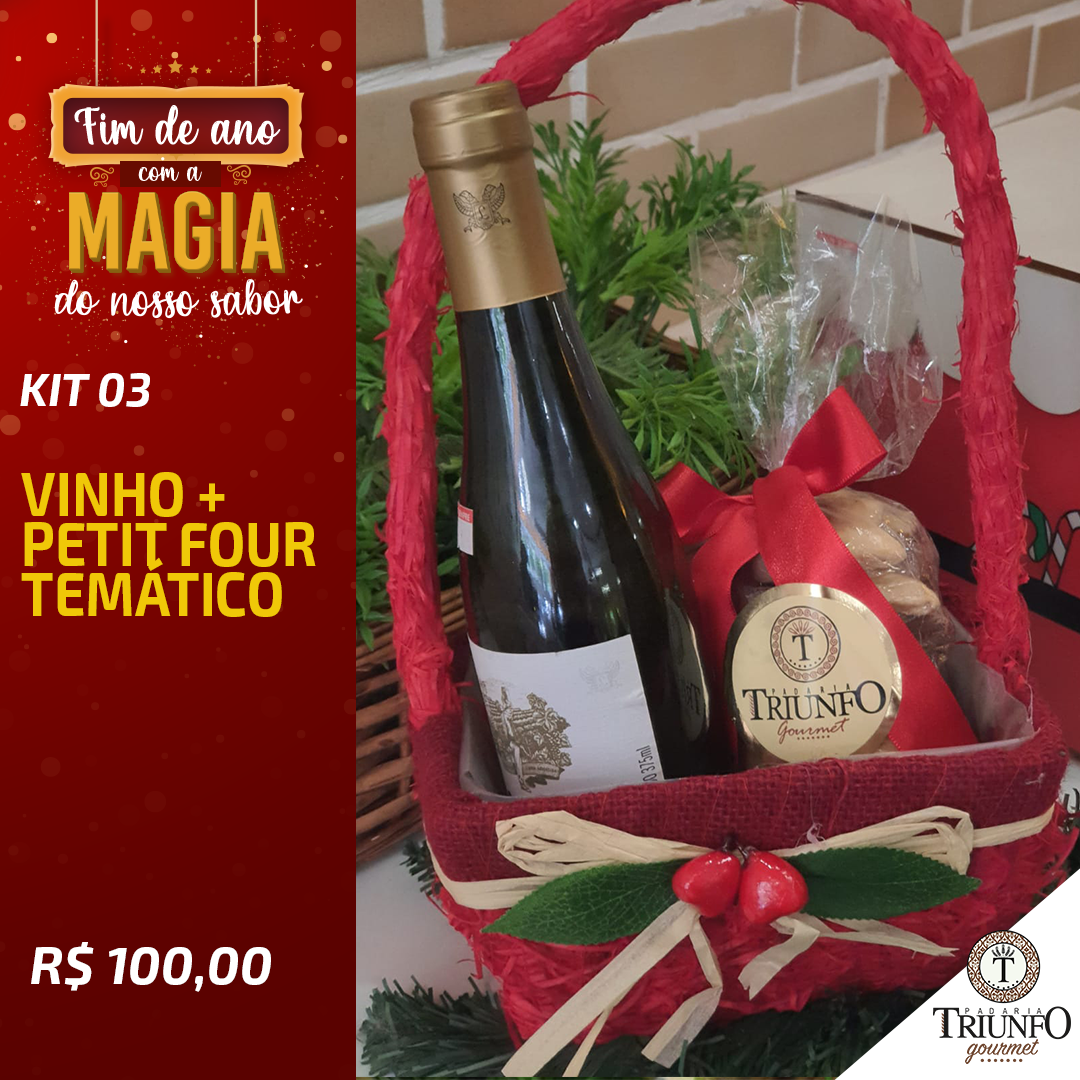 Fim de ano
com a
MAGIA
do nosso sabor
KIT 03
VINHO +
PETIT FOUR
TEMÁTICO
R$ 100,00
375ml
T
PADARIA
TRIUNFO
Gourmet
T
PADARIA
TRIUNFO
gourmet